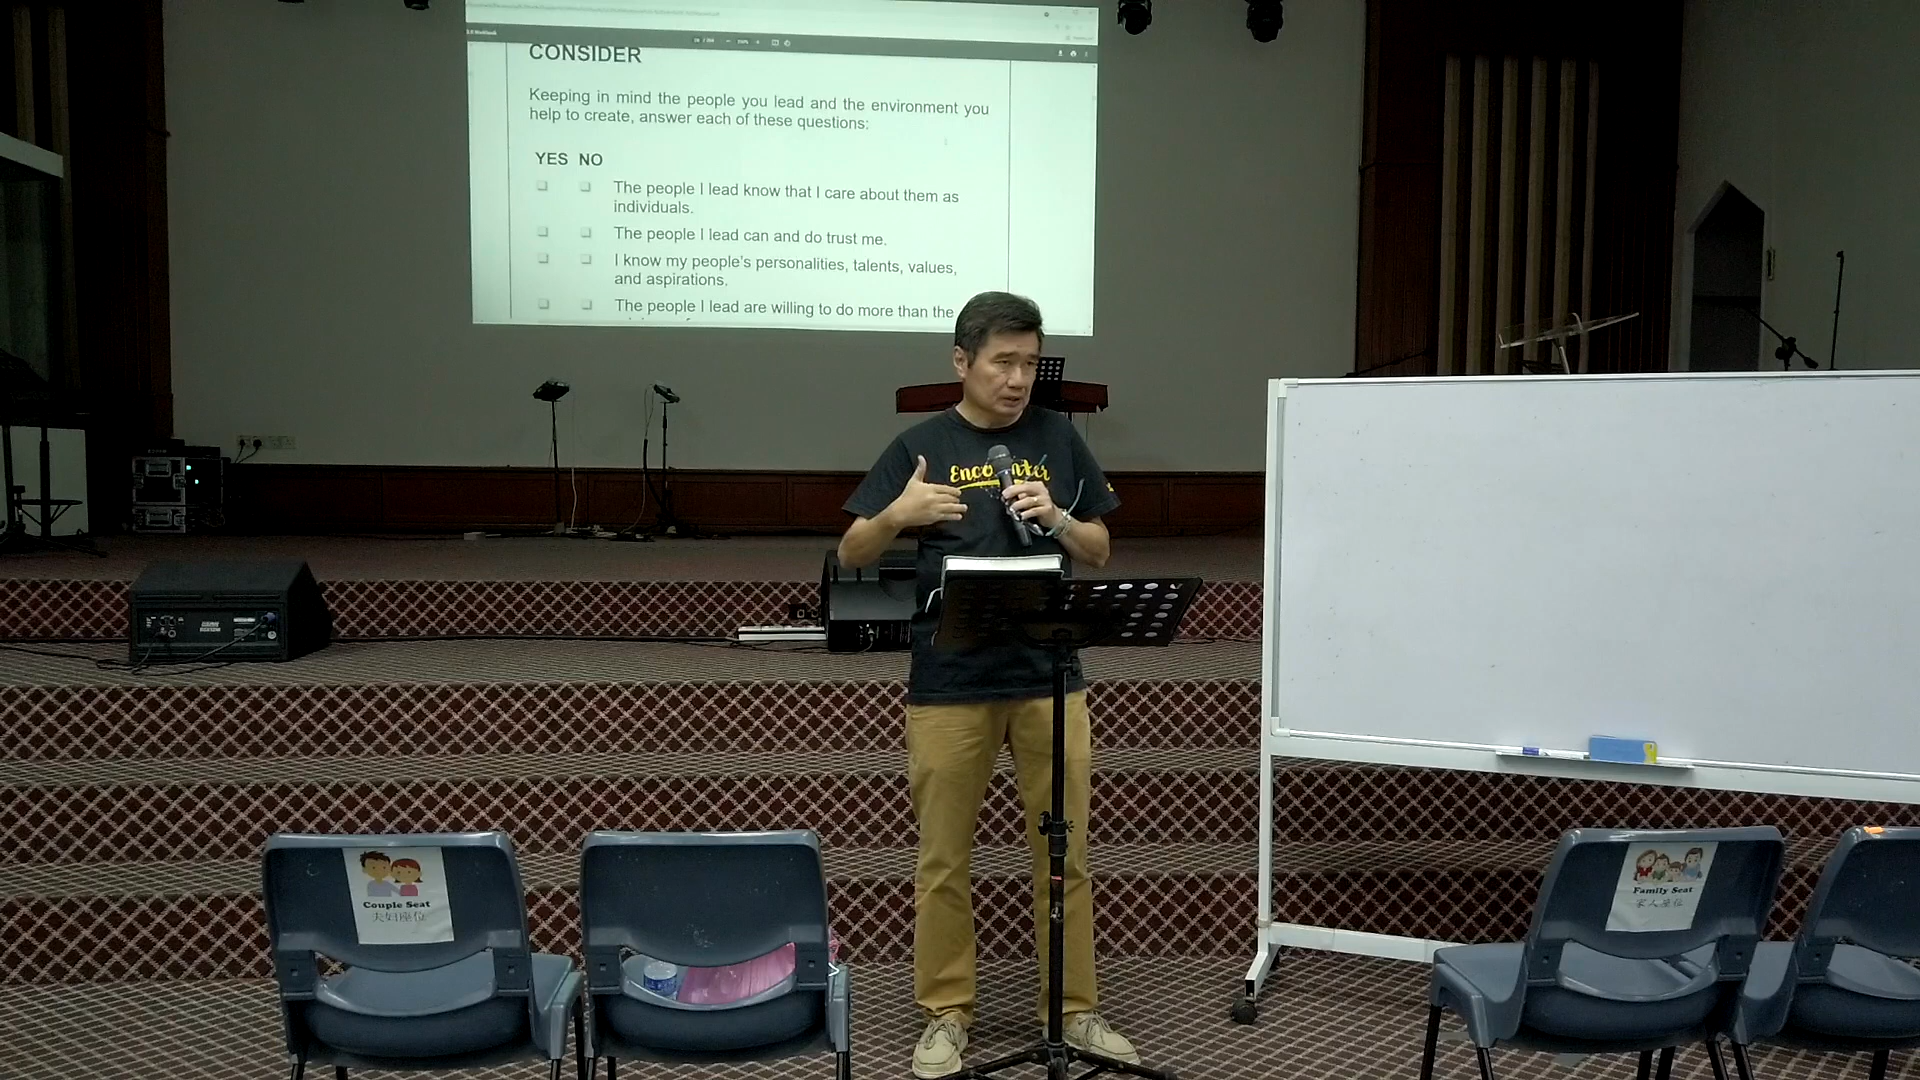 CONSIDER
Keeping in mind the people you lead and the environment you
help to create, answer each of these questions:
YES NO
The people I lead know that I care about them as
individuals.
The people I lead can and do trust me.
I know my people's personalities, talents, values,
and aspirations.
The people I lead are willing to do more than the
Encounter
Couple Seat
夫妇座位
Family Seat
家人座位